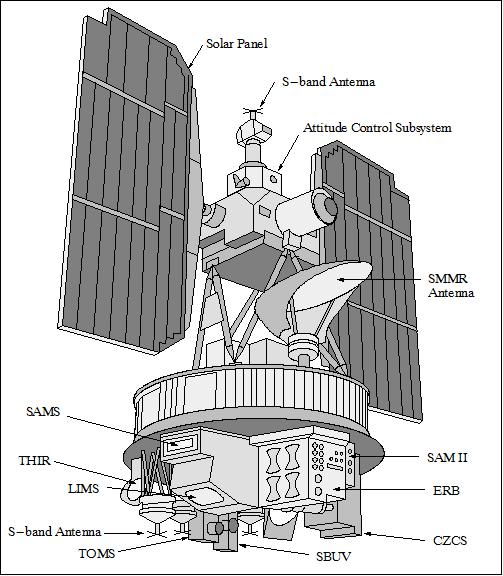 Solar Panel
S-band Antenna
Attitude Control Subsystem
SMMR
Antenna
SAMS
THIR
LIMS
SAM II
ERB
S-band Antenna
TOMS
SBUV
CZCS